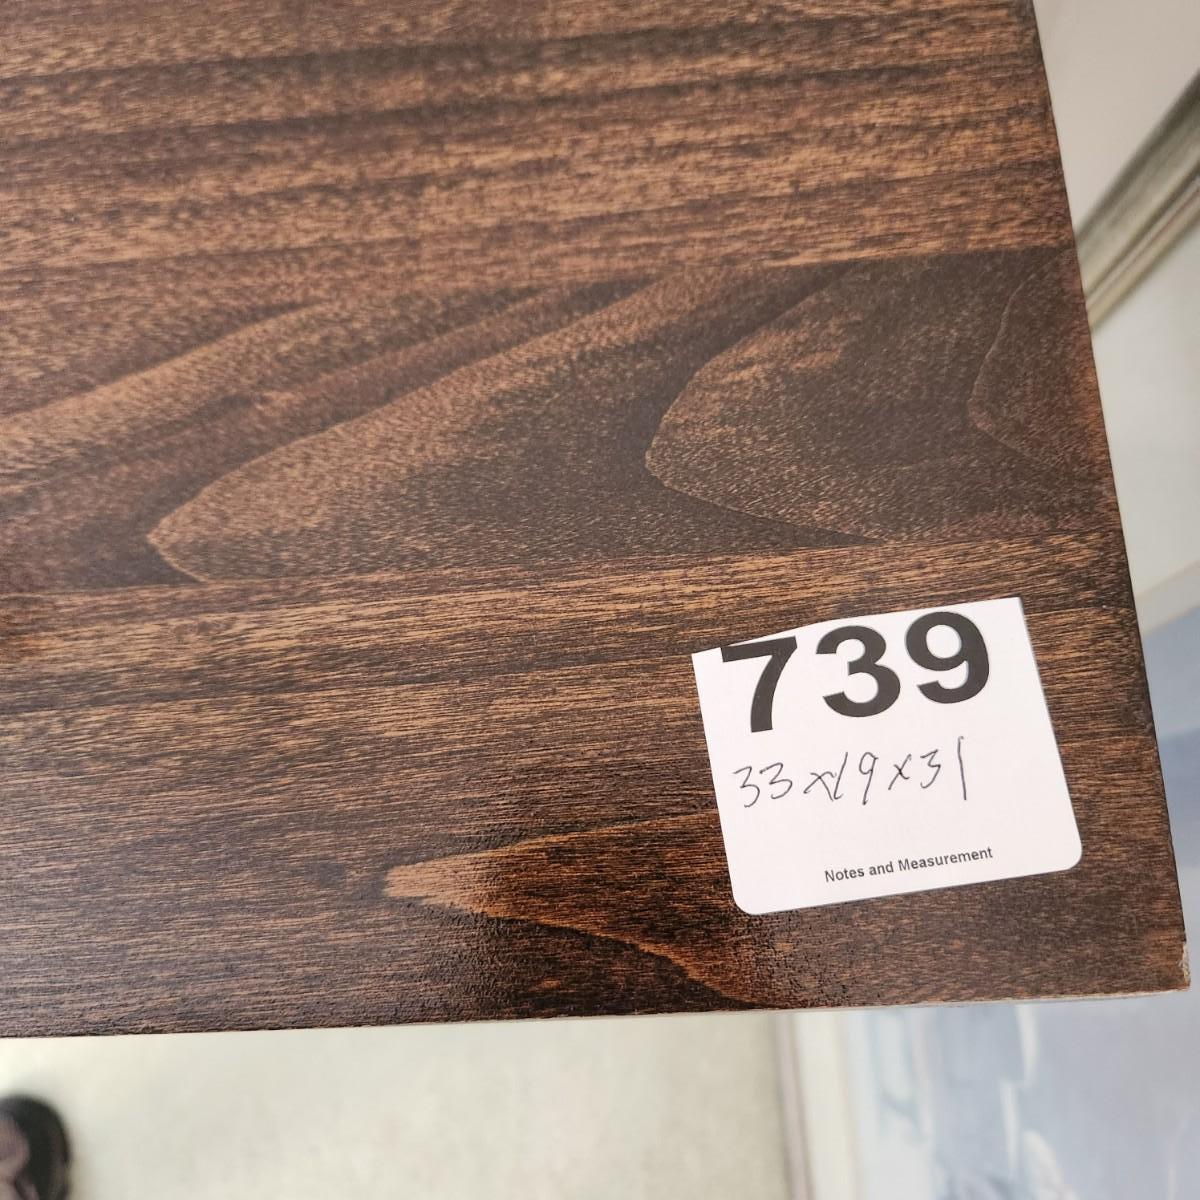 739
33x19x31
Notes and Measurement